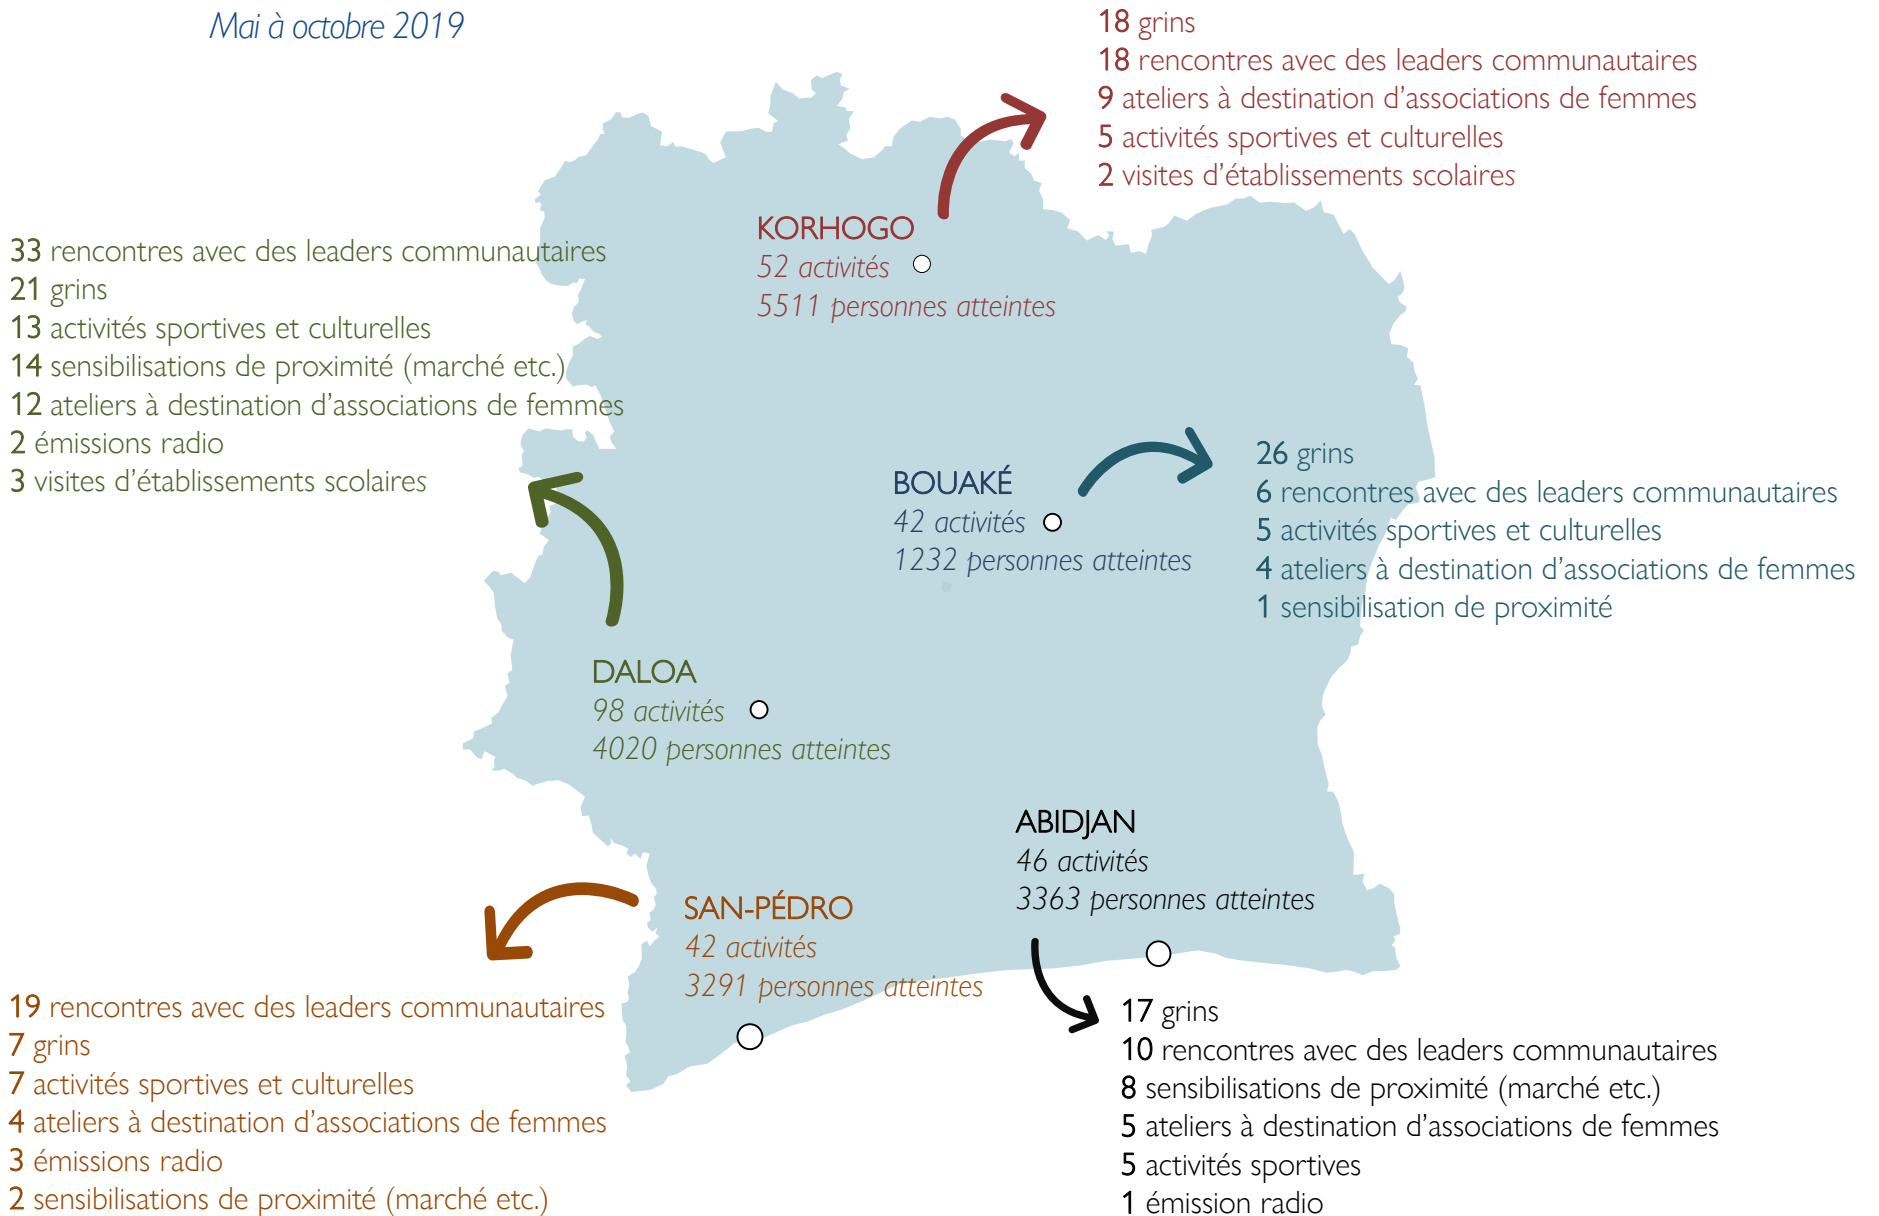 Mai à octobre 2019
18 grins
18 rencontres avec des leaders communautaires
9 ateliers à destination d'associations de femmes
5 activités sportives et culturelles
2 visites d'établissements scolaires
KORHOGO
52 activités
5511 personnes atteintes
33 rencontres avec des leaders communautaires
21 grins
13 activités sportives et culturelles
14 sensibilisations de proximité (marché etc.)
12 ateliers à destination d'associations de femmes
2 émissions radio
3 visites d'établissements scolaires
BOUAKÉ
42 activités
1232 personnes atteintes
26 grins
6 rencontres avec des leaders communautaires
5 activités sportives et culturelles
4 ateliers à destination d'associations de femmes
1 sensibilisation de proximité
DALOA
98 activités
4020 personnes atteintes
ABIDJAN
46 activités
3363 personnes atteintes
SAN-PÉDRO
42 activités
3291 personnes atteintes
19 rencontres avec des leaders communautaires
7 grins
7 activités sportives et culturelles
4 ateliers à destination d'associations de femmes
3 émissions radio
2 sensibilisations de proximité (marché etc.)
17 grins
10 rencontres avec des leaders communautaires
8 sensibilisations de proximité (marché etc.)
5 ateliers à destination d'associations de femmes
5 activités sportives
1 émission radio